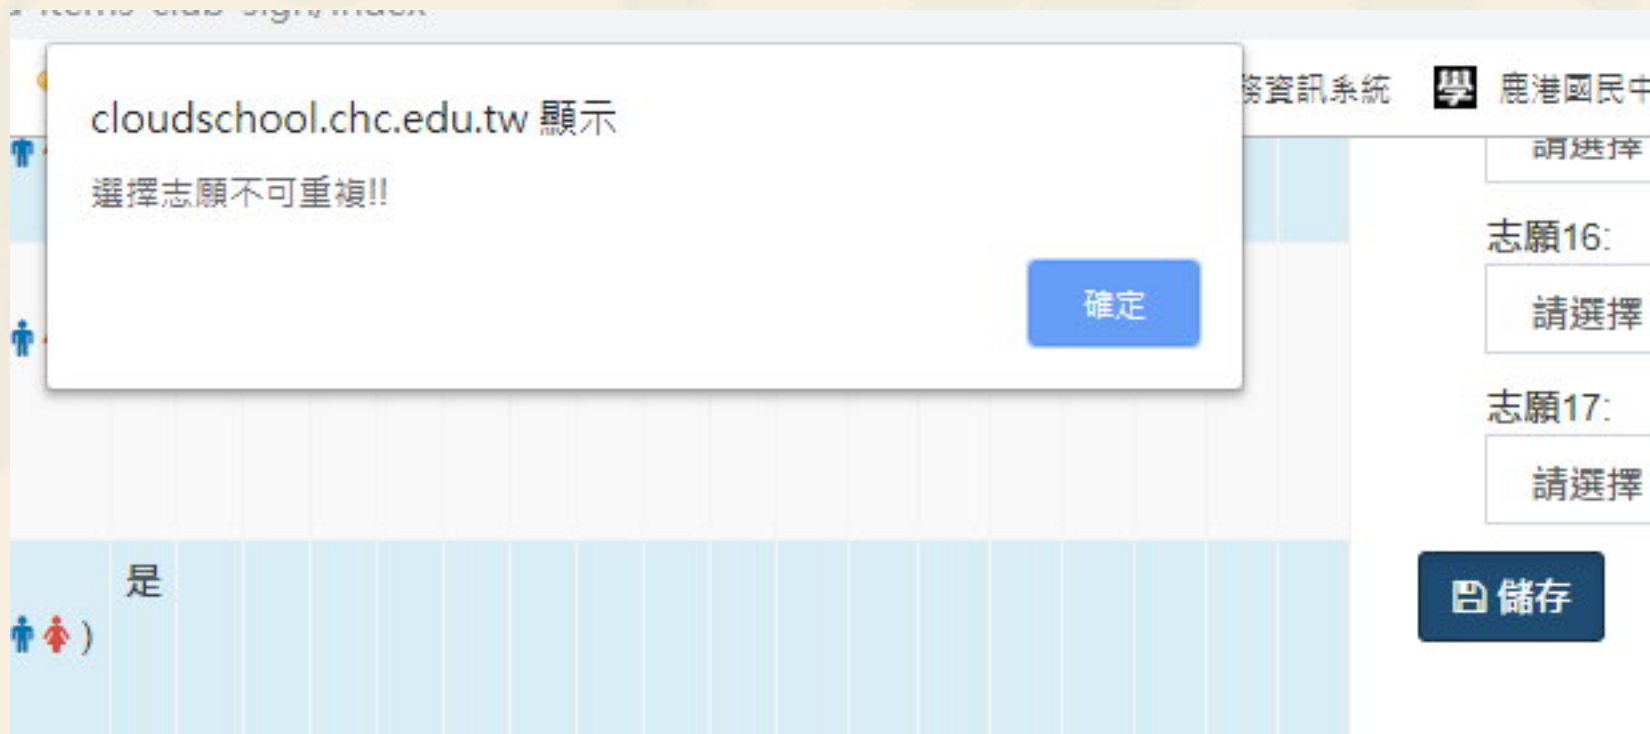 cloudschool.chc.edu.tw 顯示
選擇志願不可重複!!
確定
務資訊系統
學 鹿港國民中
請選擇
志願16:
請選擇
志願17:
請選擇
儲存
是
)